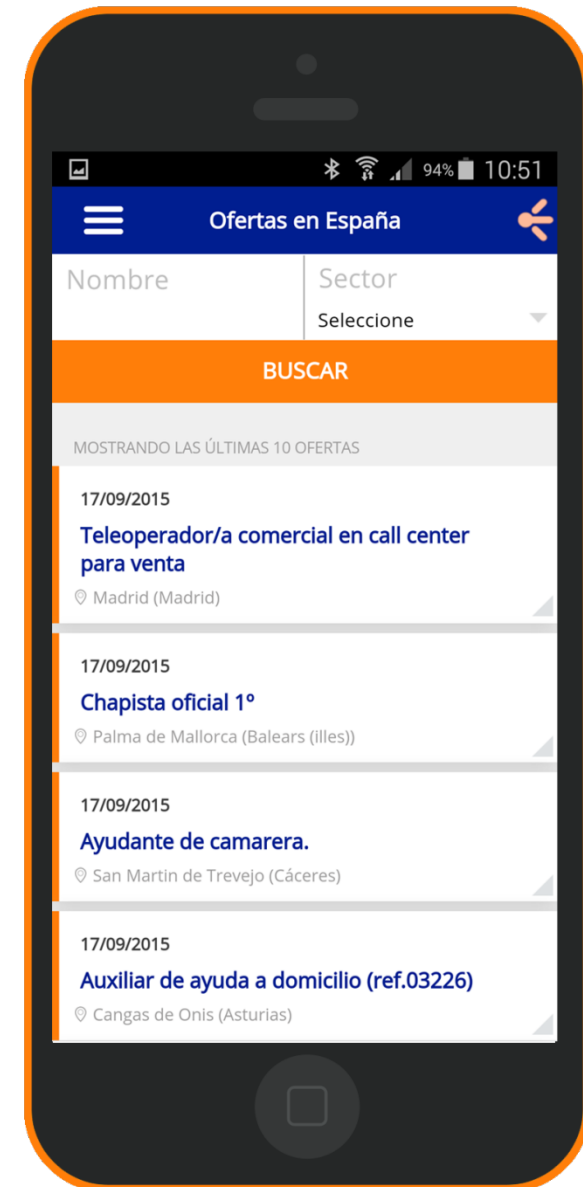 94% 10:51
Ofertas en España
Nombre
Sector
Seleccione
BUSCAR
MOSTRANDO LAS ÚLTIMAS 10 OFERTAS
17/09/2015
Teleoperador/a comercial en call center
para venta
Madrid (Madrid)
17/09/2015
Chapista oficial 1º
Palma de Mallorca (Balears (illes))
17/09/2015
Ayudante de camarera.
San Martin de Trevejo (Cáceres)
17/09/2015
Auxiliar de ayuda a domicilio (ref.03226)
Cangas de Onis (Asturias)